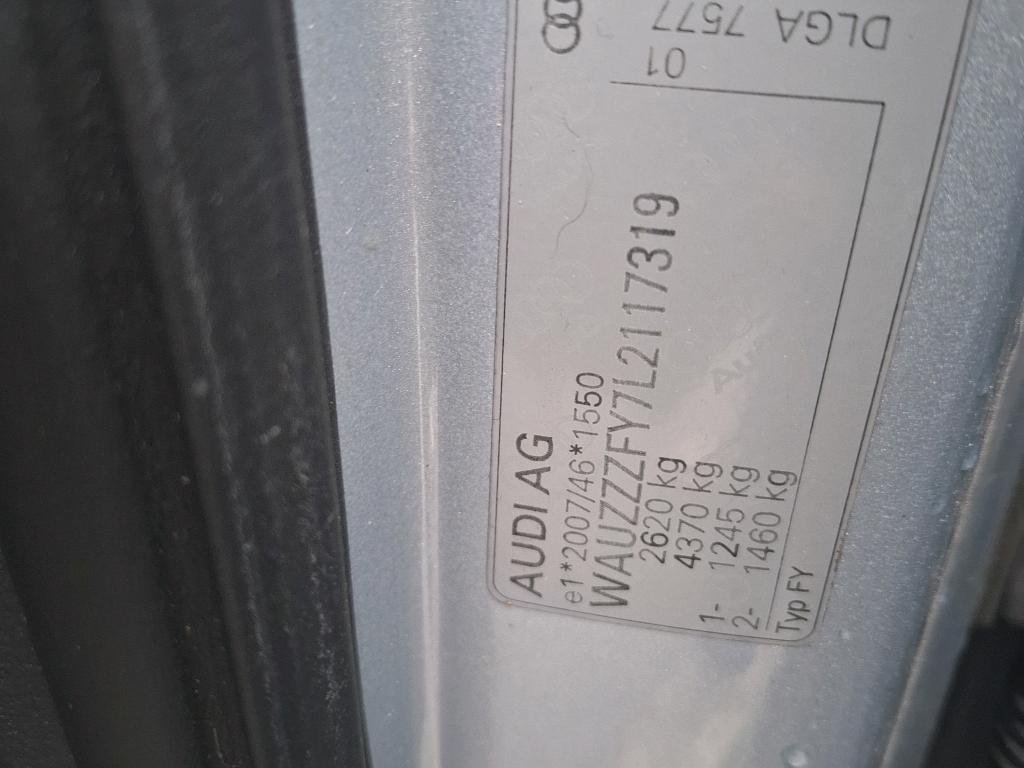 AUDI AG
e1*2007/46*1550
WAUZZZFY7L2117319
2620 kg
4370 kg
1- 1245 kg
2- 1460 kg
Typ FY
01
DLGA 7577